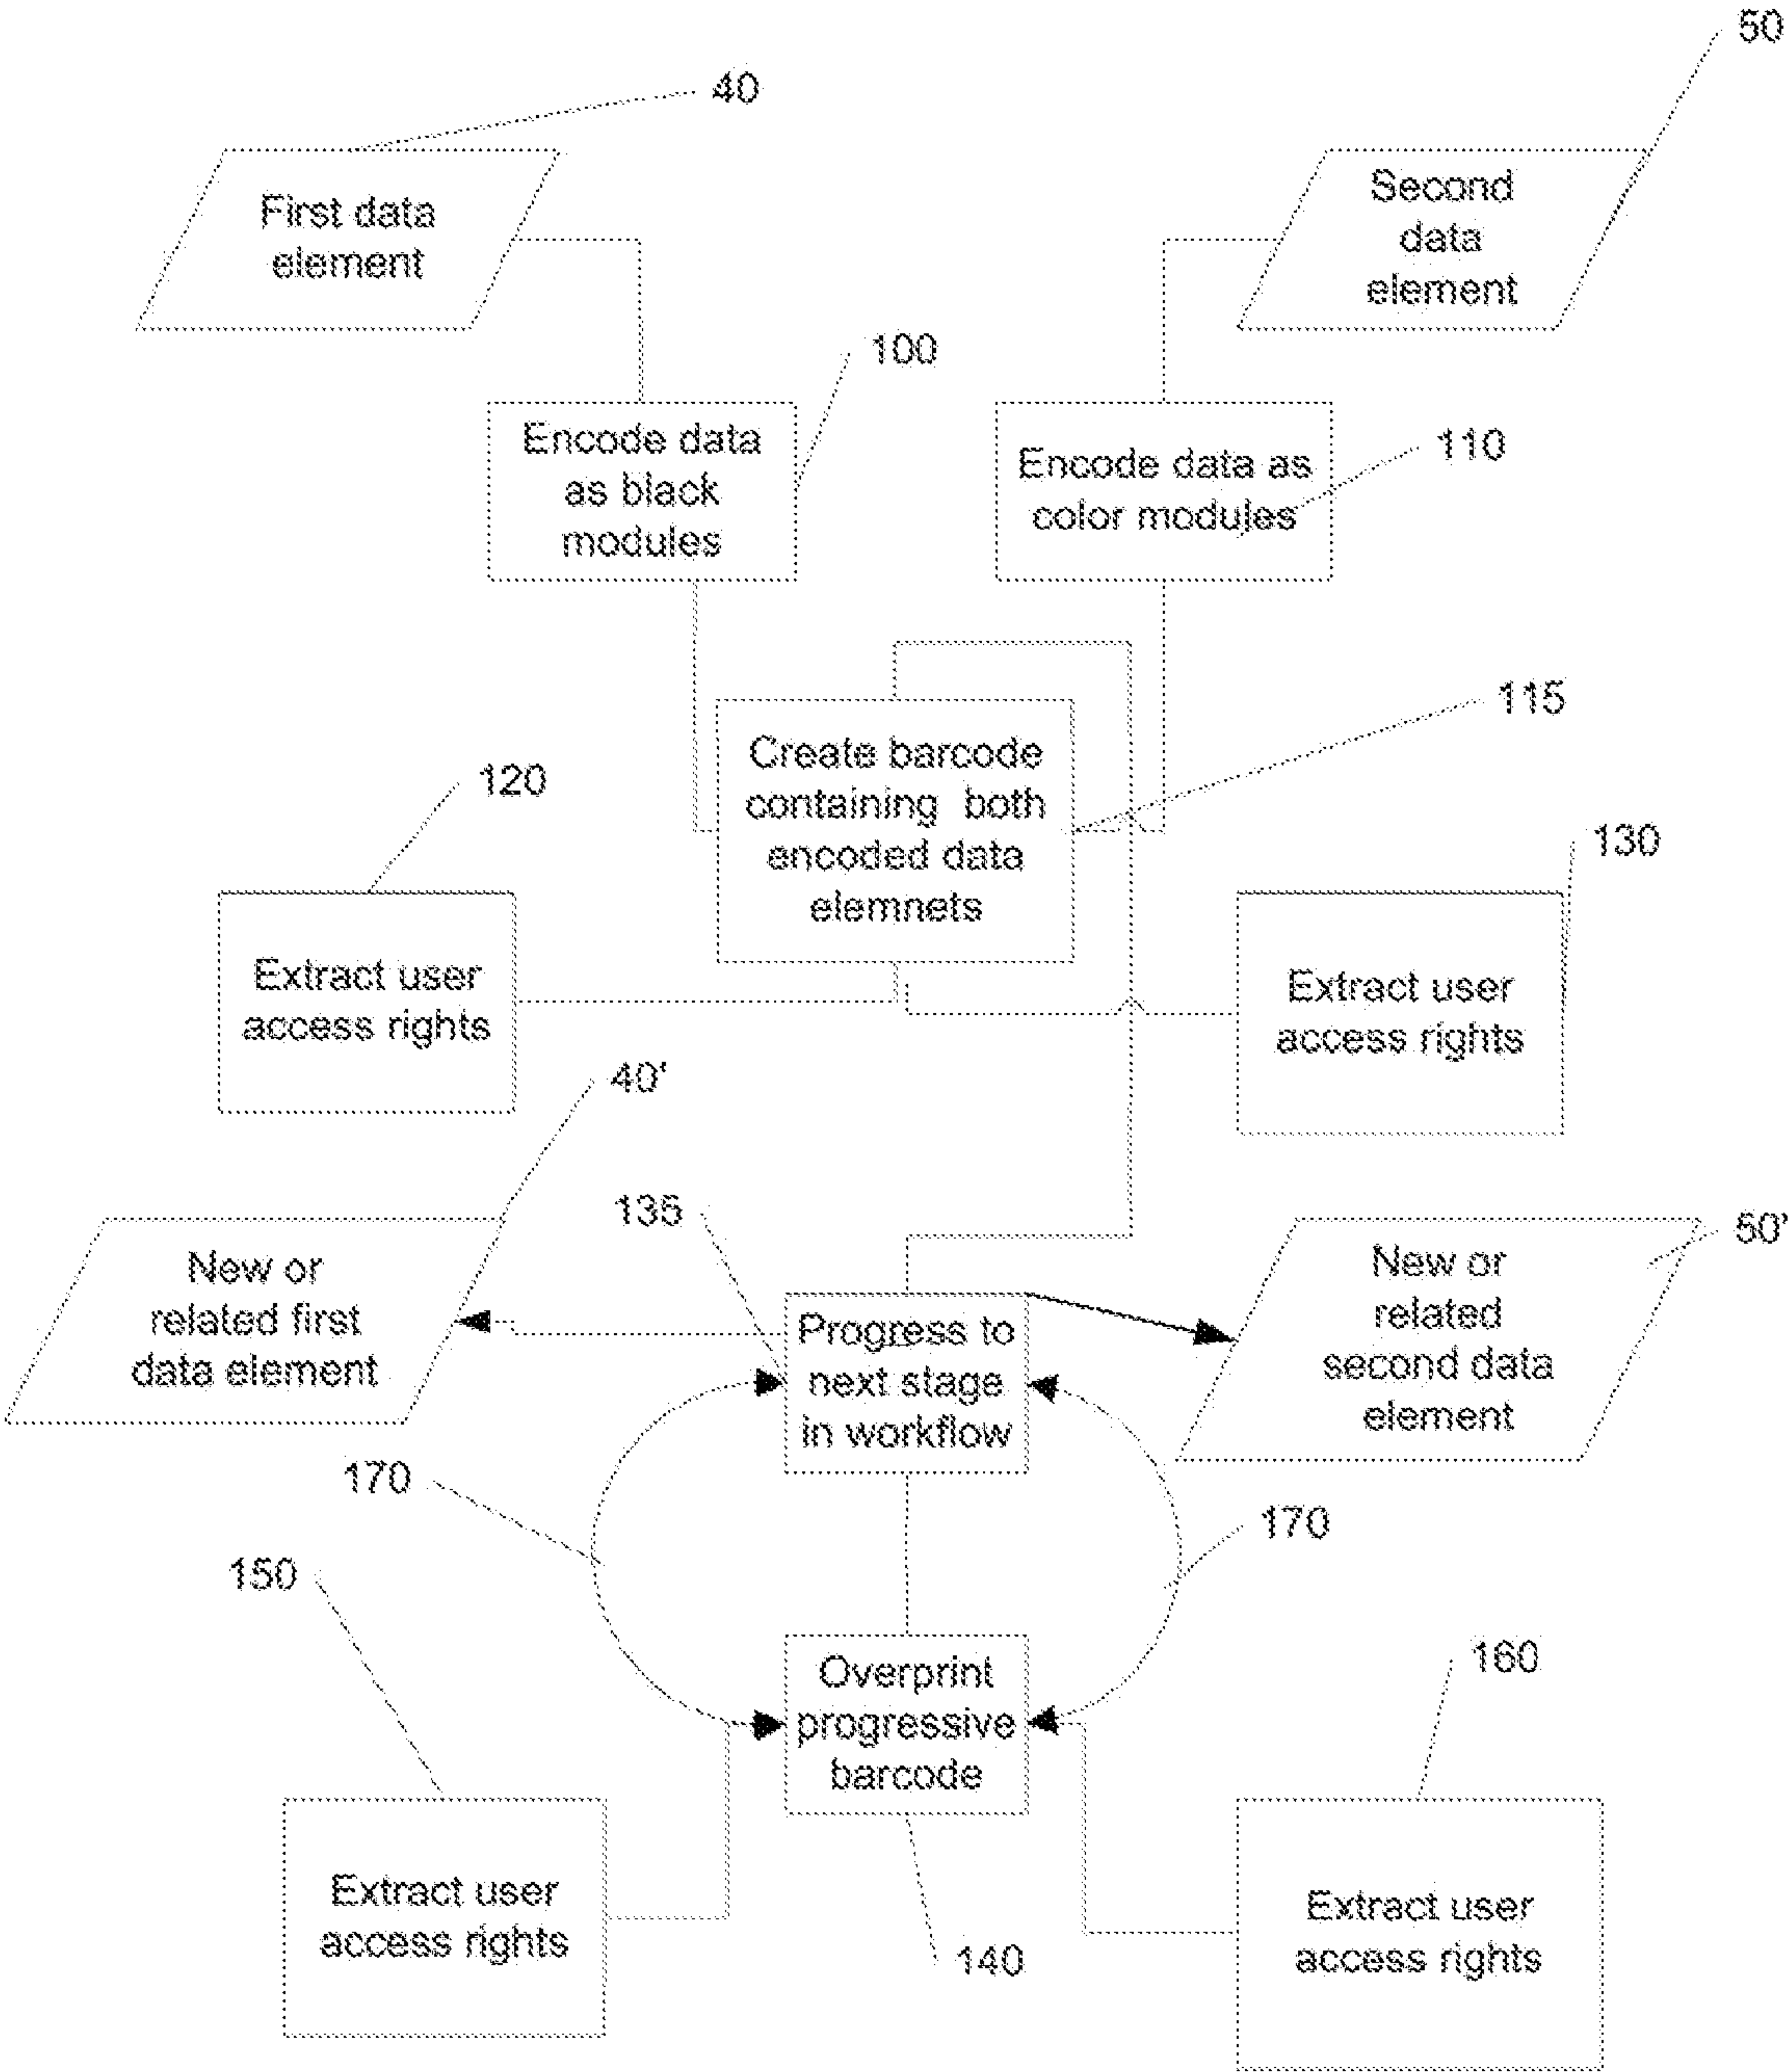 50
40
First data
element
Second
data
element
100
Encode data
as black
modules
110
Encode data as
color modules
115
Create barcode
containing both
encoded data
elemnets
120
130
Extract user
access rights
Extract user
access rights
40'
135
50'
New or
related first
data element
Progress to
next stage
in workflow
New or
related
second data
element
170
170
150
160
Overprint
progressive
barcode
Extract user
access rights
140
Extract user
access rights